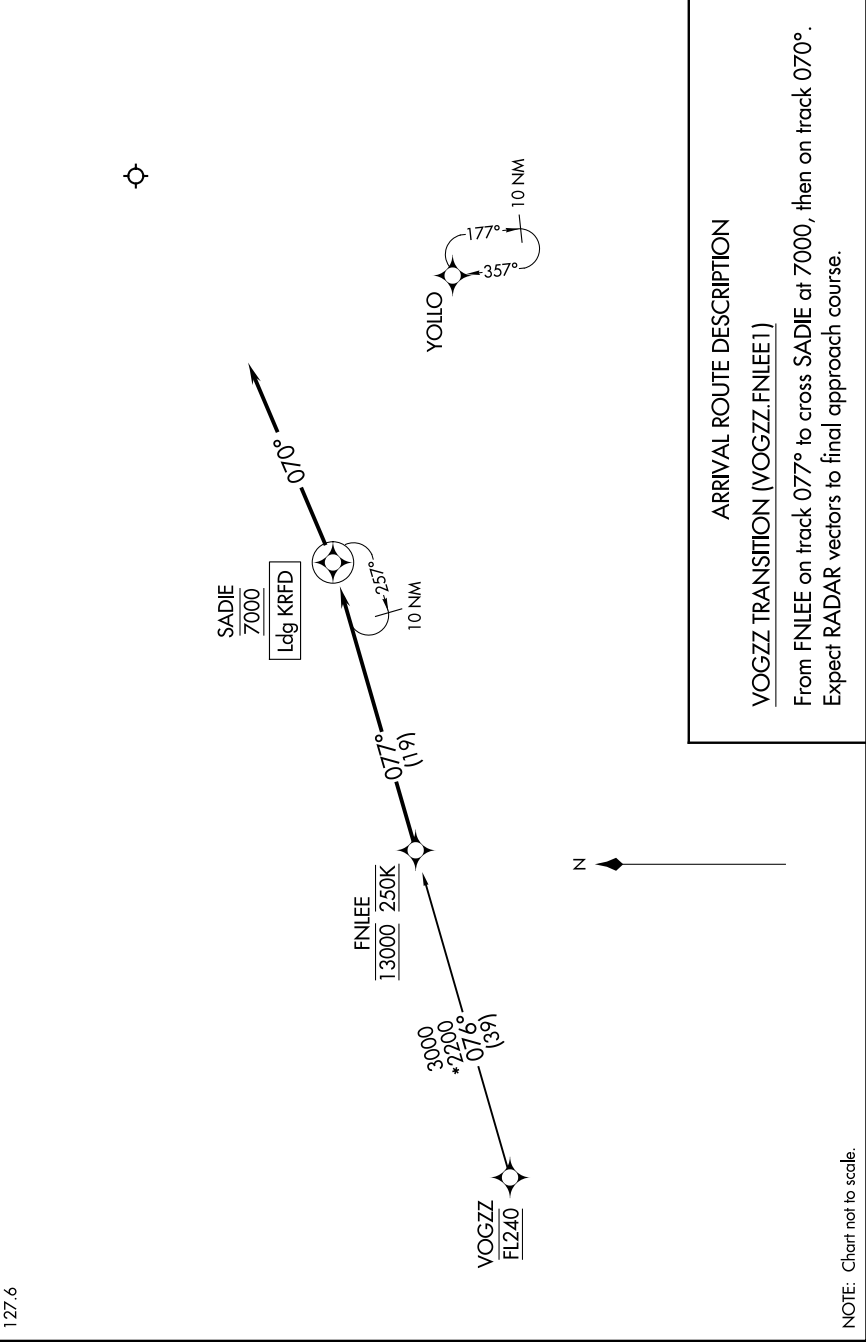 127.6
SADIE
7000
Ldg KRFD
070°
257°
10 NM
YOLLO
177°
357°
10 NM
077°
(19)
FNLEE
13000 250K
3000
*2200
076°
(39)
VOGZZ
FL240
N
ARRIVAL ROUTE DESCRIPTION
VOGZZ TRANSITION (VOGZZ.FNLEE1)
From FNLEE on track 077° to cross SADIE at 7000, then on track 070°.
Expect RADAR vectors to final approach course.
NOTE: Chart not to scale.